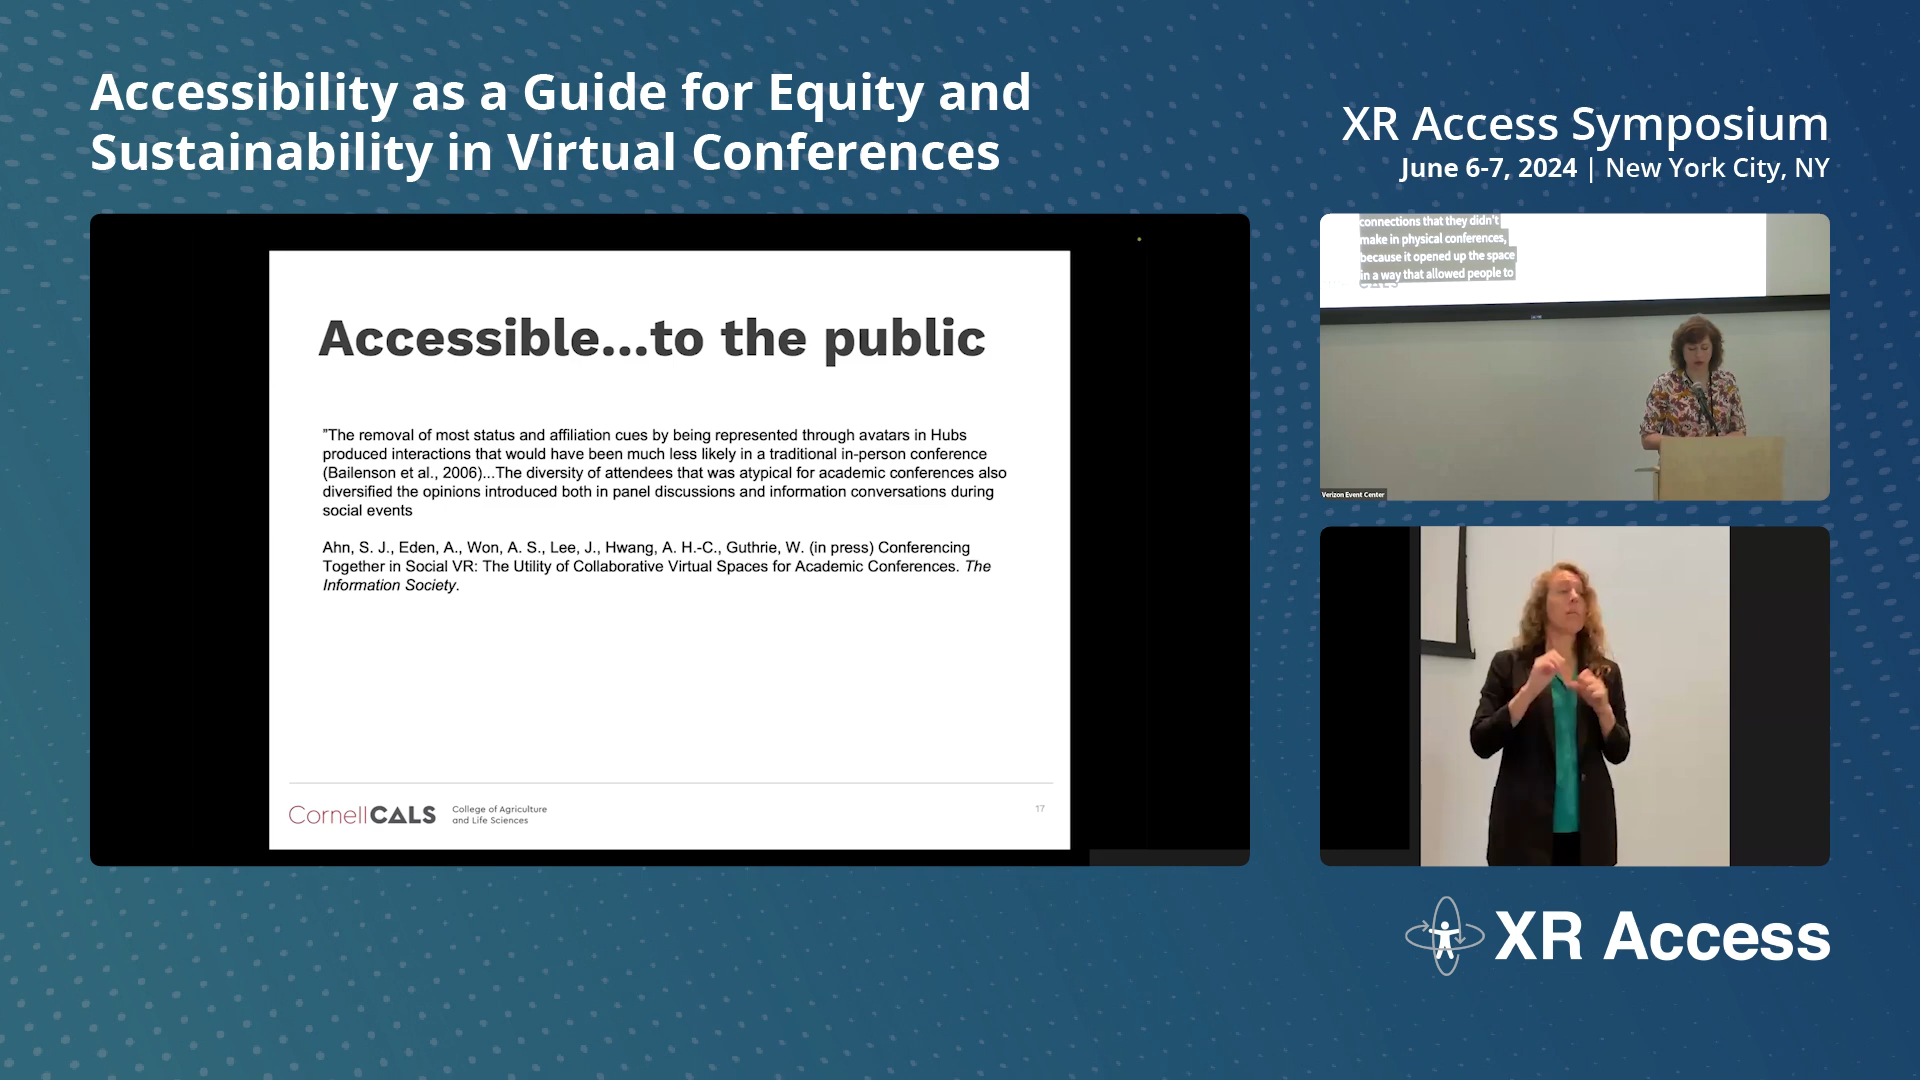 Accessibility as a Guide for Equity and
Sustainability in Virtual Conferences
XR Access Symposium
June 6-7, 2024 | New York City, NY
Accessible...to the public
"The removal of most status and affiliation cues by being represented through avatars in Hubs
produced interactions that would have been much less likely in a traditional in-person conference
(Bailenson et al., 2006)...The diversity of attendees that was atypical for academic conferences also
diversified the opinions introduced both in panel discussions and information conversations during
social events
Ahn, S. J., Eden, A., Won, A. S., Lee, J., Hwang, A. H.-C., Guthrie, W. (in press) Conferencing
Together in Social VR: The Utility of Collaborative Virtual Spaces for Academic Conferences. The
Information Society.
CornellCALS
College of Agriculture
and Life Sciences
17
connections that they didn't
make in physical conferences,
because it opened up the space
in a way that allowed people to
CALS
Verizon Event Center
XR Access